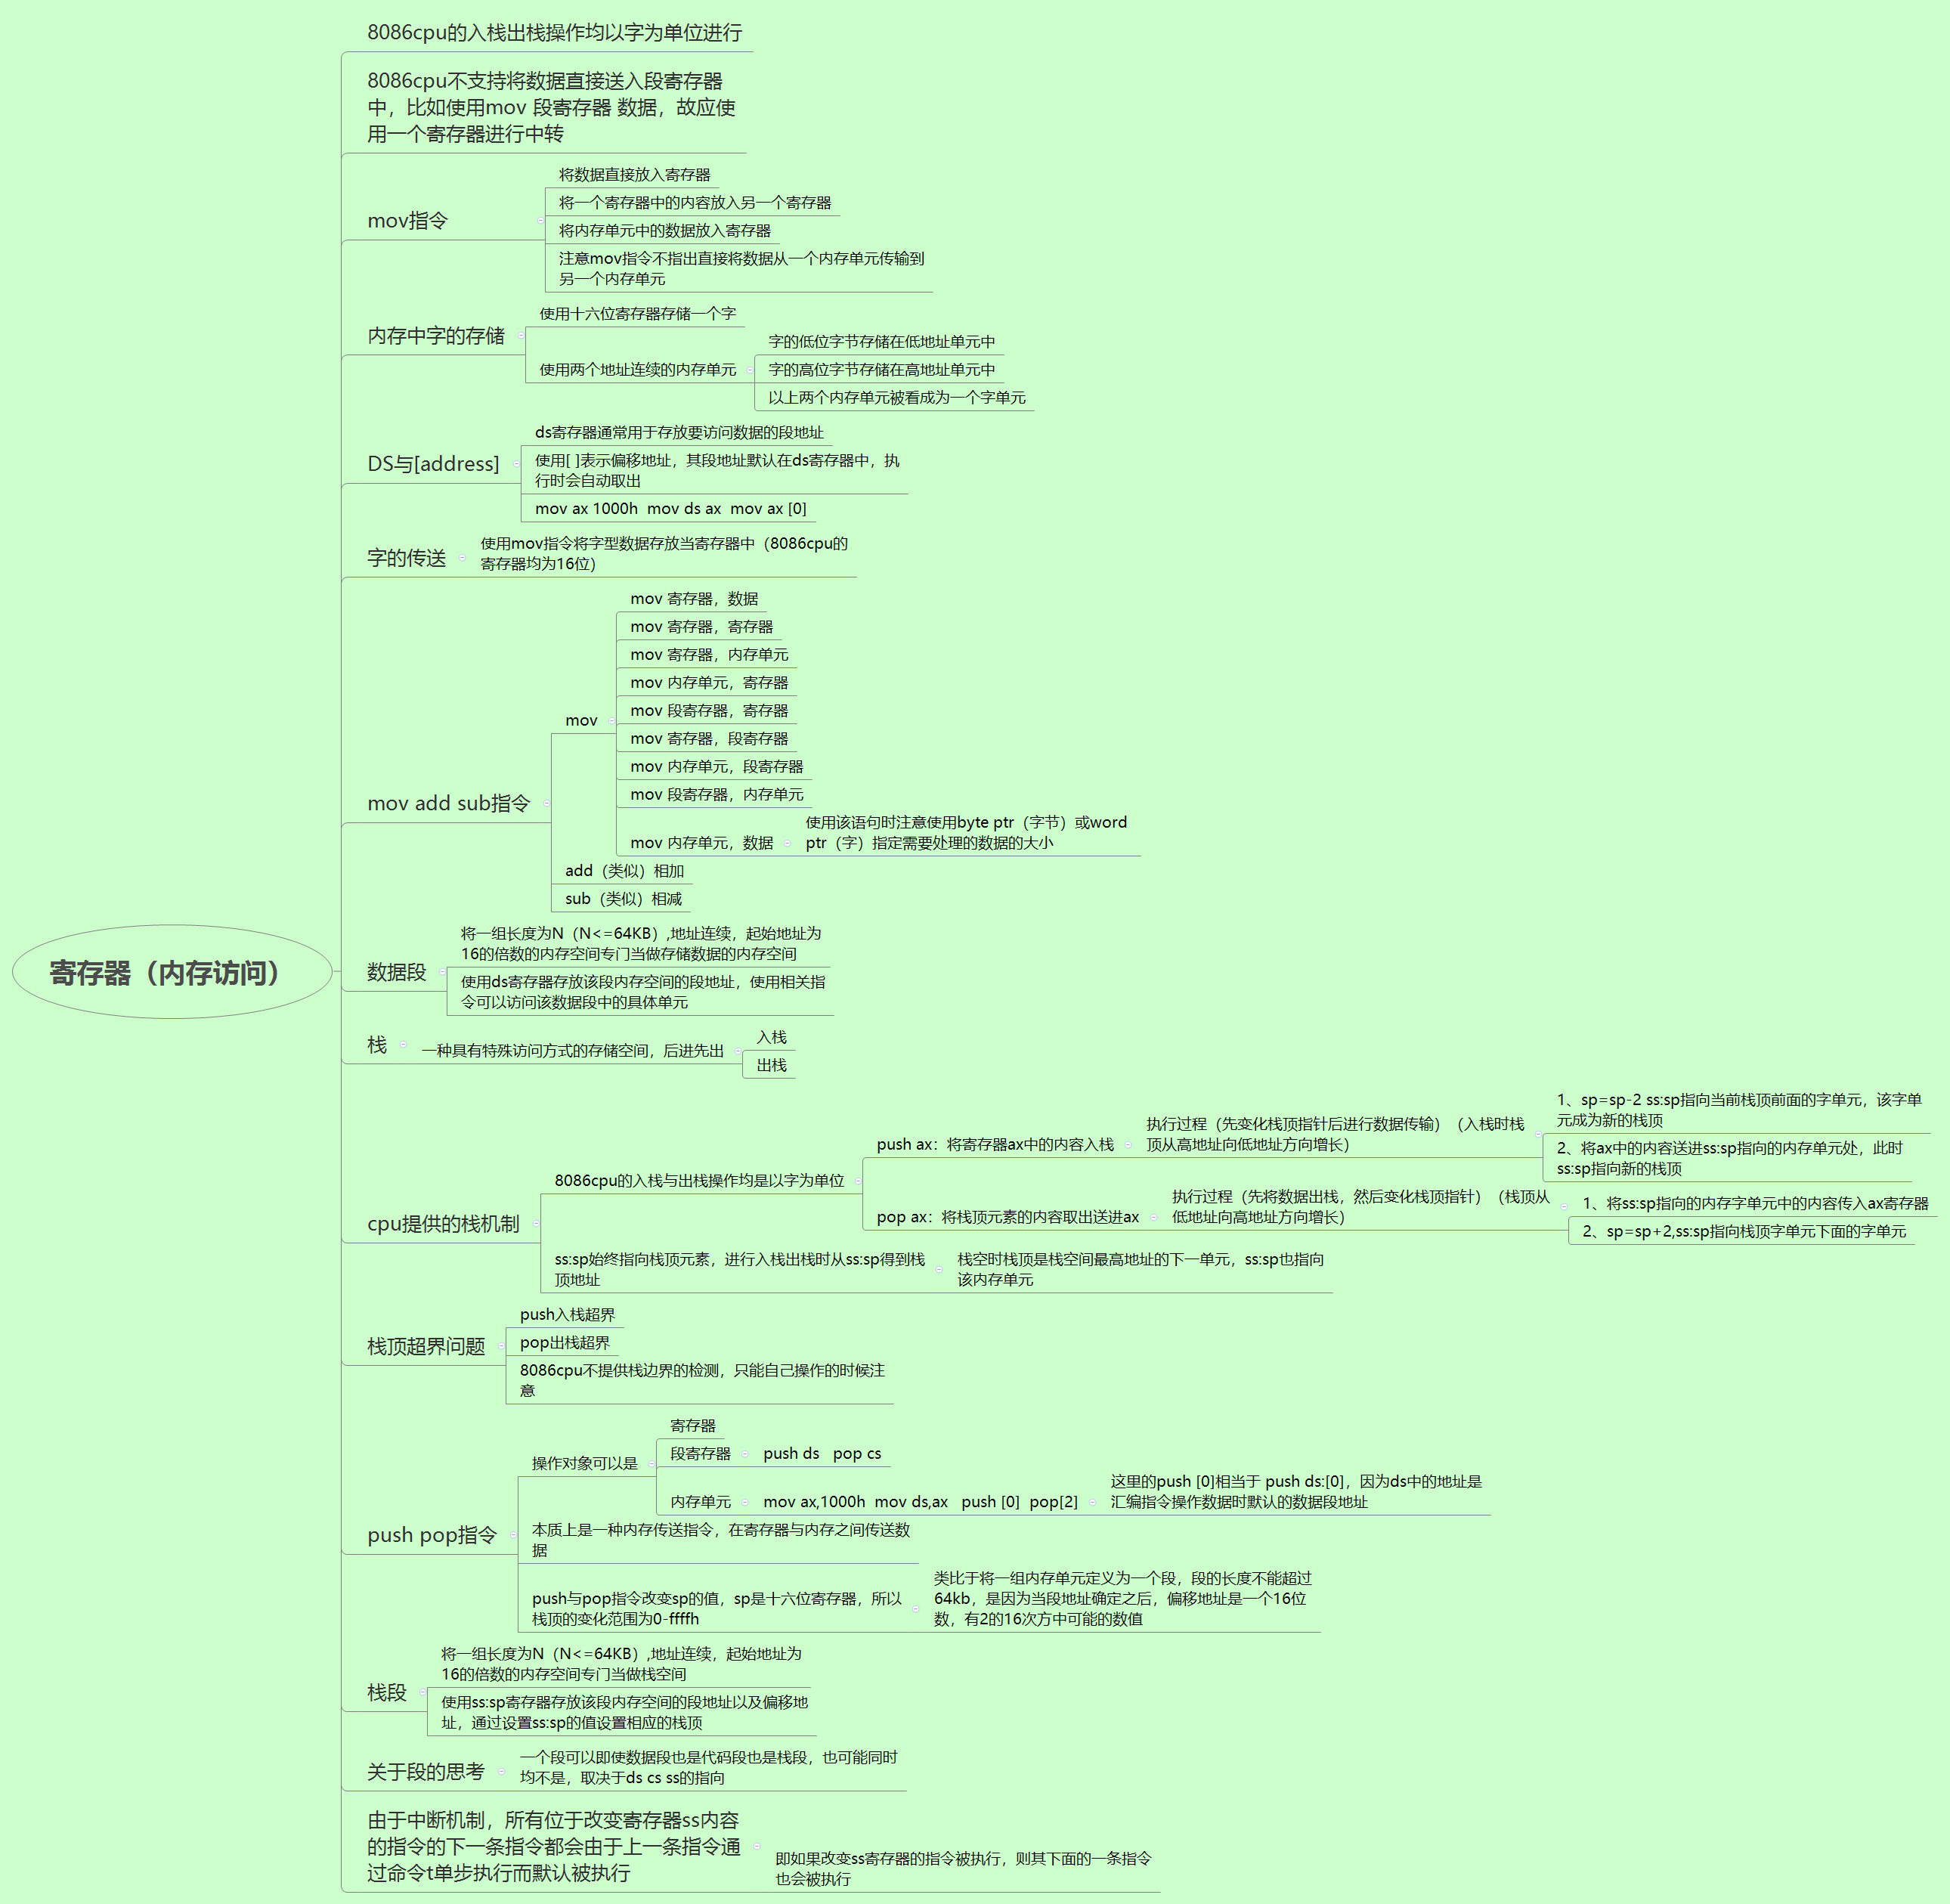 8086cpu的入栈出栈操作均以字为单位进行
8086cpu不支持将数据直接送入段寄存器
中，比如使用mov 段寄存器 数据，故应使
用一个寄存器进行中转
mov指令
将数据直接放入寄存器
将一个寄存器中的内容放入另一个寄存器
将内存单元中的数据放入寄存器
注意mov指令不指出直接将数据从一个内存单元传输到
另一个内存单元
内存中字的存储
使用十六位寄存器存储一个字
使用两个地址连续的内存单元
字的低位字节存储在低地址单元中
字的高位字节存储在高地址单元中
以上两个内存单元被看成为一个字单元
DS与[address]
ds寄存器通常用于存放要访问数据的段地址
使用[ ]表示偏移地址，其段地址默认在ds寄存器中，执
行时会自动取出
mov ax 1000h  mov ds ax  mov ax [0]
字的传送
使用mov指令将字型数据存放当寄存器中（8086cpu的
寄存器均为16位）
mov add sub指令
mov
mov 寄存器，数据
mov 寄存器，寄存器
mov 寄存器，内存单元
mov 内存单元，寄存器
mov 段寄存器，寄存器
mov 寄存器，段寄存器
mov 内存单元，段寄存器
mov 段寄存器，内存单元
mov 内存单元，数据
使用该语句时注意使用byte ptr（字节）或word
ptr（字）指定需要处理的数据的大小
add（类似）相加
sub（类似）相减
寄存器（内存访问）
数据段
将一组长度为N（N<=64KB）,地址连续，起始地址为
16的倍数的内存空间专门当做存储数据的内存空间
使用ds寄存器存放该段内存空间的段地址，使用相关指
令可以访问该数据段中的具体单元
栈
一种具有特殊访问方式的存储空间，后进先出
入栈
出栈
cpu提供的栈机制
8086cpu的入栈与出栈操作均是以字为单位
push ax：将寄存器ax中的内容入栈
执行过程（先变化栈顶指针后进行数据传输）（入栈时栈
顶从高地址向低地址方向增长）
1、sp=sp-2 ss:sp指向当前栈顶前面的字单元，该字单
元成为新的栈顶
2、将ax中的内容送进ss:sp指向的内存单元处，此时
ss:sp指向新的栈顶
pop ax：将栈顶元素的内容取出送进ax
执行过程（先将数据出栈，然后变化栈顶指针）（栈顶从
低地址向高地址方向增长）
1、将ss:sp指向的内存字单元中的内容传入ax寄存器
2、sp=sp+2,ss:sp指向栈顶字单元下面的字单元
ss:sp始终指向栈顶元素，进行入栈出栈时从ss:sp得到栈
顶地址
栈空时栈顶是栈空间最高地址的下一单元，ss:sp也指向
该内存单元
栈顶超界问题
push入栈超界
pop出栈超界
8086cpu不提供栈边界的检测，只能自己操作的时候注
意
push pop指令
操作对象可以是
寄存器
段寄存器
push ds   pop cs
内存单元
mov ax,1000h  mov ds,ax   push [0]  pop[2]
这里的push [0]相当于 push ds:[0]，因为ds中的地址是
汇编指令操作数据时默认的数据段地址
本质上是一种内存传送指令，在寄存器与内存之间传送数
据
push与pop指令改变sp的值，sp是十六位寄存器，所以
栈顶的变化范围为0-ffffh
类比于将一组内存单元定义为一个段，段的长度不能超过
64kb，是因为当段地址确定之后，偏移地址是一个16位
数，有2的16次方中可能的数值
栈段
将一组长度为N（N<=64KB）,地址连续，起始地址为
16的倍数的内存空间专门当做栈空间
使用ss:sp寄存器存放该段内存空间的段地址以及偏移地
址，通过设置ss:sp的值设置相应的栈顶
关于段的思考
一个段可以即使数据段也是代码段也是栈段，也可能同时
均不是，取决于ds cs ss的指向
由于中断机制，所有位于改变寄存器ss内容
的指令的下一条指令都会由于上一条指令通
过命令t单步执行而默认被执行
即如果改变ss寄存器的指令被执行，则其下面的一条指令
也会被执行